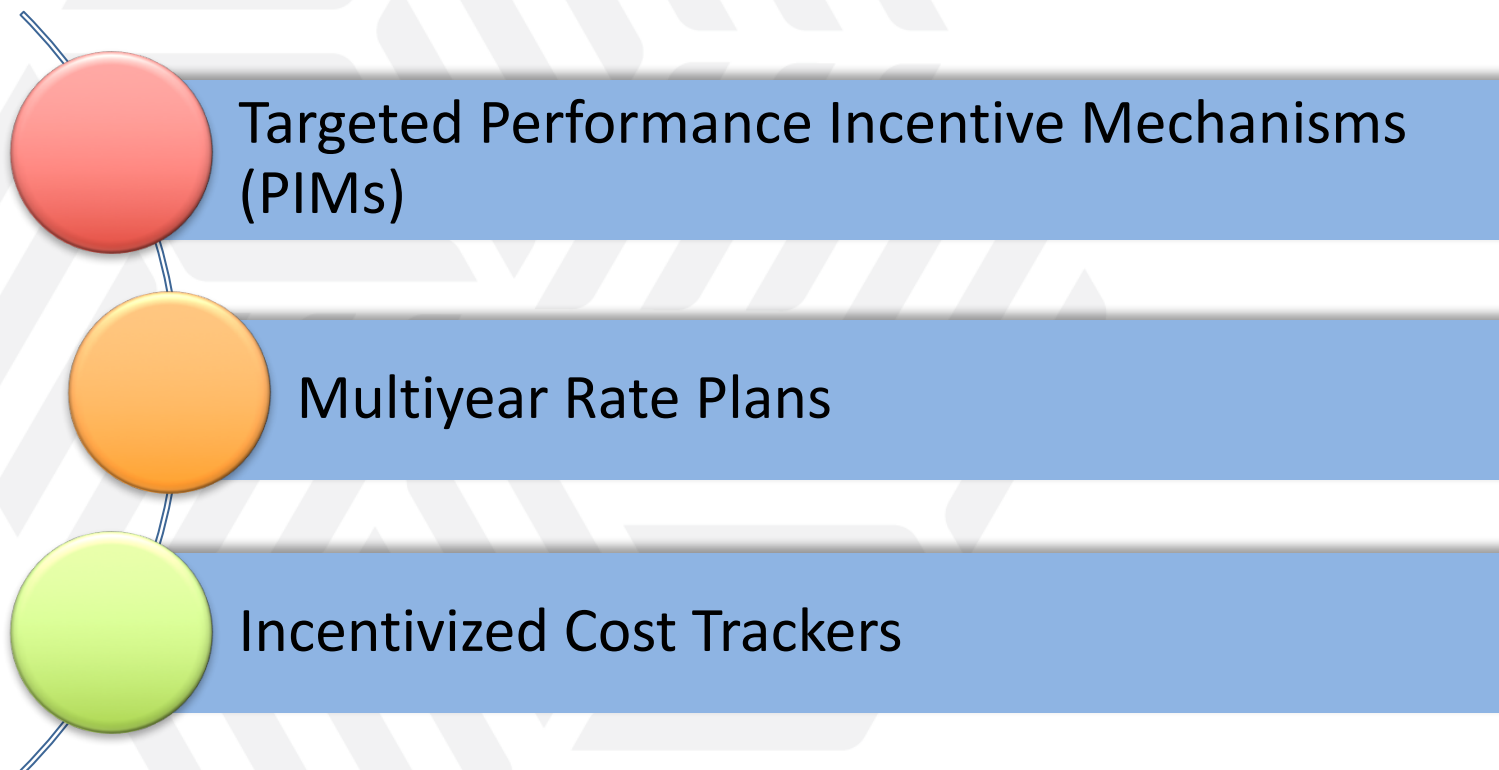 Targeted Performance Incentive Mechanisms
(PIMs)
Multiyear Rate Plans
Incentivized Cost Trackers